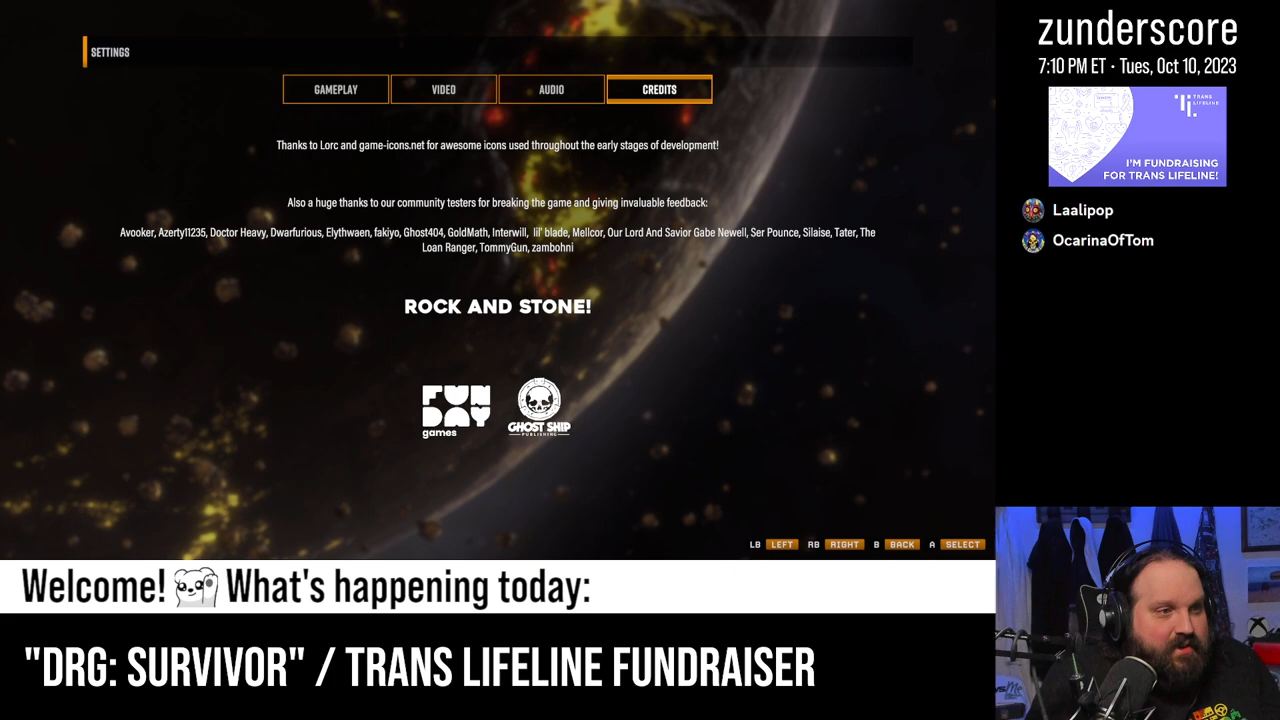 SETTINGS
GAMEPLAY
VIDEO
AUDIO
CREDITS
Thanks to Lorc and game-icons.net for awesome icons used throughout the early stages of development!
Also a huge thanks to our community testers for breaking the game and giving invaluable feedback:
Avooker, Azerty11235, Doctor Heavy, Dwarfurious, Elythwaen, fakiyo, Ghost404, GoldMath, Interwill, lil' blade, Mellcor, Our Lord And Savior Gabe Newell, Ser Pounce, Silaise, Tater, The
Loan Ranger, TommyGun, zambohni
ROCK AND STONE!
FUN
DAY
games
GHOST SHIP
PUBLISHING
LB LEFT RB RIGHT B BACK A SELECT
zunderscore
7:10 PM ET · Tues, Oct 10, 2023
TRANS
LIFELINE
I'M FUNDRAISING
FOR TRANS LIFELINE!
Laalipop
OcarinaOfTom
Welcome! What's happening today:
"DRG: SURVIVOR" / TRANS LIFELINE FUNDRAISER